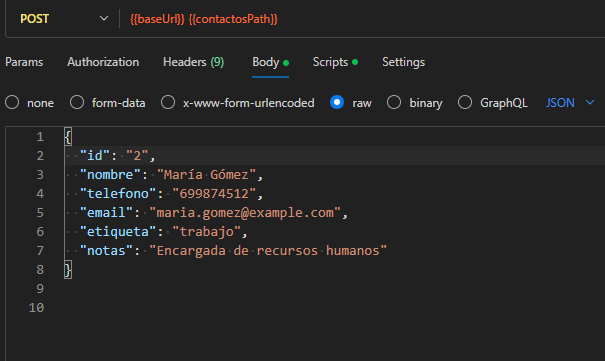 POST {{baseUrl}} {{contactosPath}}
Params Authorization Headers (9) Body Scripts Settings
none form-data x-www-form-urlencoded raw binary GraphQL JSON
1 {
2 "id": "2",
3 "nombre": "María Gómez",
4 "telefono": "699874512",
5 "email": "maria.gomez@example.com",
6 "etiqueta": "trabajo",
7 "notas": "Encargada de recursos humanos"
8 }
9
10